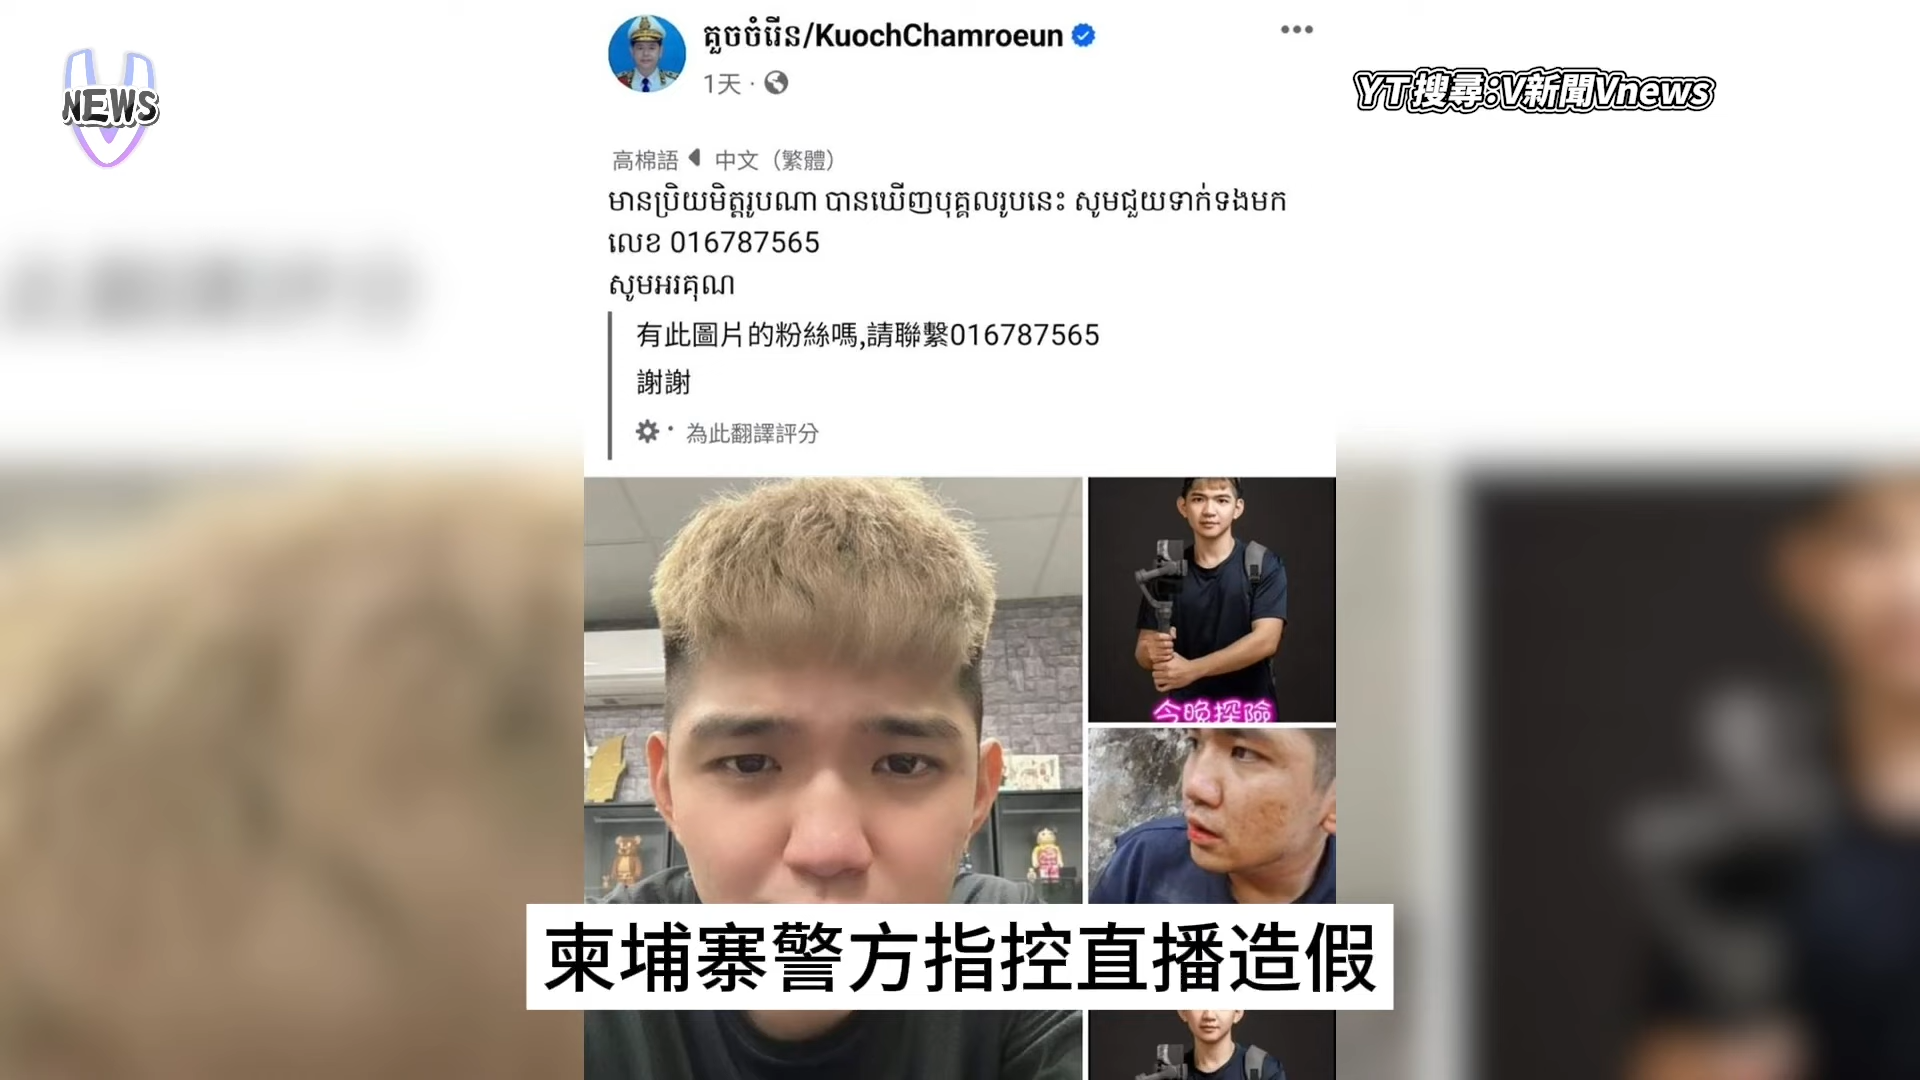 គួចចំរើន/KuochChamroeun
1天 ·
NEWS
YT搜尋:V新聞Vnews
高棉語 ◀ 中文（繁體）
មានប្រិយមិត្តរូបណា បានឃើញបុគ្គលរូបនេះ សូមជួយទាក់ទងមក
លេខ 016787565
សូមអរគុណ
有此圖片的粉絲嗎,請聯繫016787565
謝謝
為此翻譯評分
今晚探險
柬埔寨警方指控直播造假